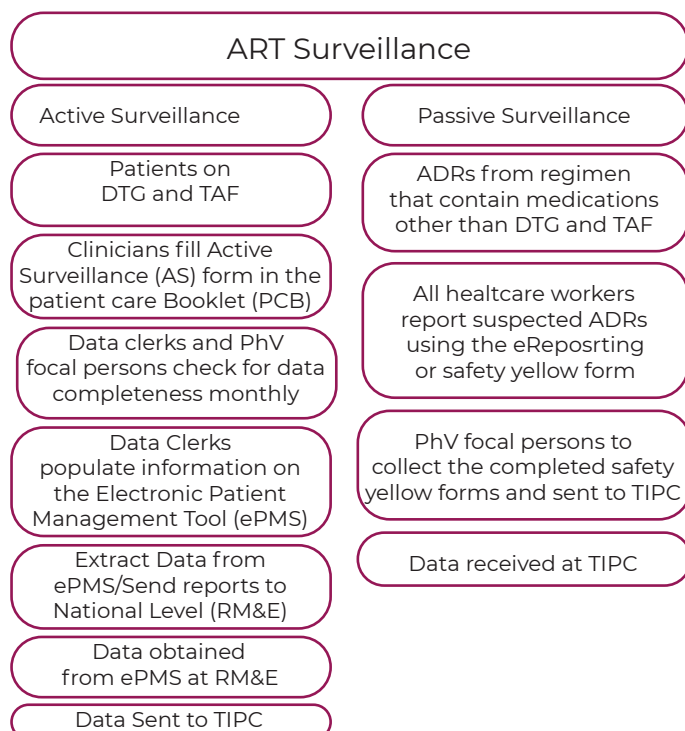 ART Surveillance
Active Surveillance
Patients on
DTG and TAF
Clinicians fill Active
Surveillance (AS) form in the
patient care Booklet (PCB)
Data clerks and PhV
focal persons check for data
completeness monthly
Data Clerks
populate information on
the Electronic Patient
Management Tool (ePMS)
Extract Data from
ePMS/Send reports to
National Level (RM&E)
Data obtained
from ePMS at RM&E
Data Sent to TIPC
Passive Surveillance
ADRs from regimen
that contain medications
other than DTG and TAF
All healtcare workers
report suspected ADRs
using the eReposrting
or safety yellow form
PhV focal persons to
collect the completed safety
yellow forms and sent to TIPC
Data received at TIPC